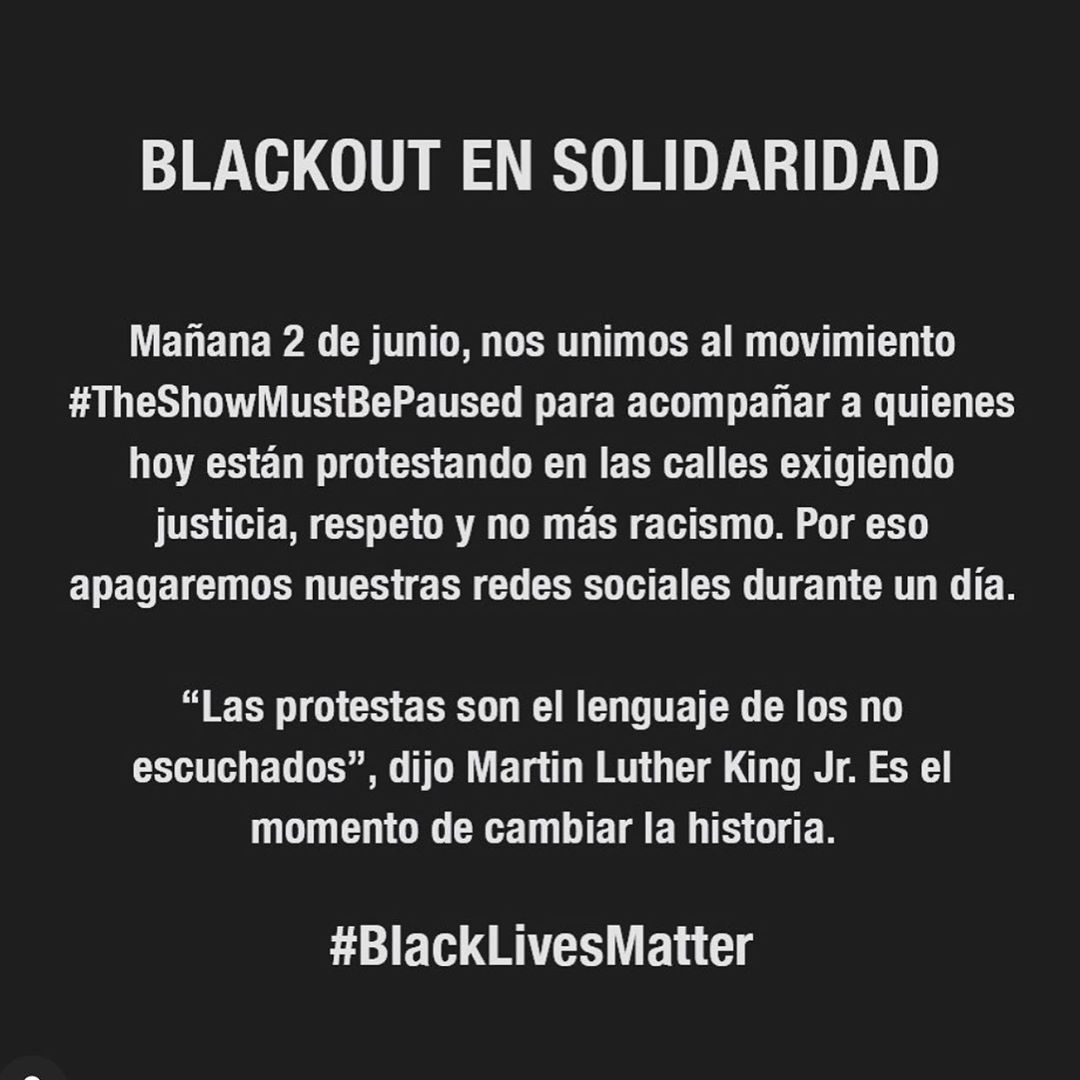 BLACKOUT EN SOLIDARIDAD
Mañana 2 de junio, nos unimos al movimiento
#TheShowMustBePaused para acompañar a quienes
hoy están protestando en las calles exigiendo
justicia, respeto y no más racismo. Por eso
apagaremos nuestras redes sociales durante un día.
“Las protestas son el lenguaje de los no
escuchados”, dijo Martin Luther King Jr. Es el
momento de cambiar la historia.
#BlackLivesMatter